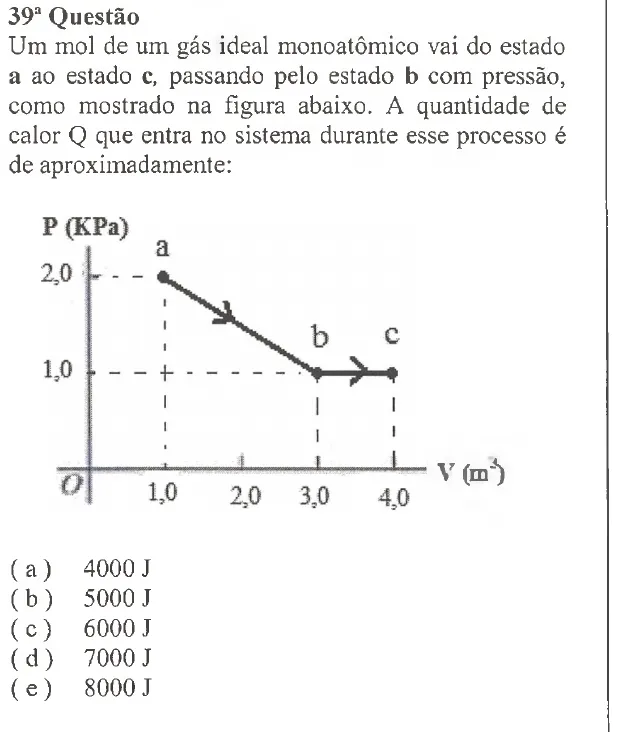 39ª Questão
Um mol de um gás ideal monoatômico vai do estado
a ao estado c, passando pelo estado b com pressão,
como mostrado na figura abaixo. A quantidade de
calor Q que entra no sistema durante esse processo é
de aproximadamente:
P (KPa)
a
2,0
b c
1,0
O 1,0 2,0 3,0 4,0 V (m³)
( a ) 4000 J
( b ) 5000 J
( c ) 6000 J
( d ) 7000 J
( e ) 8000 J